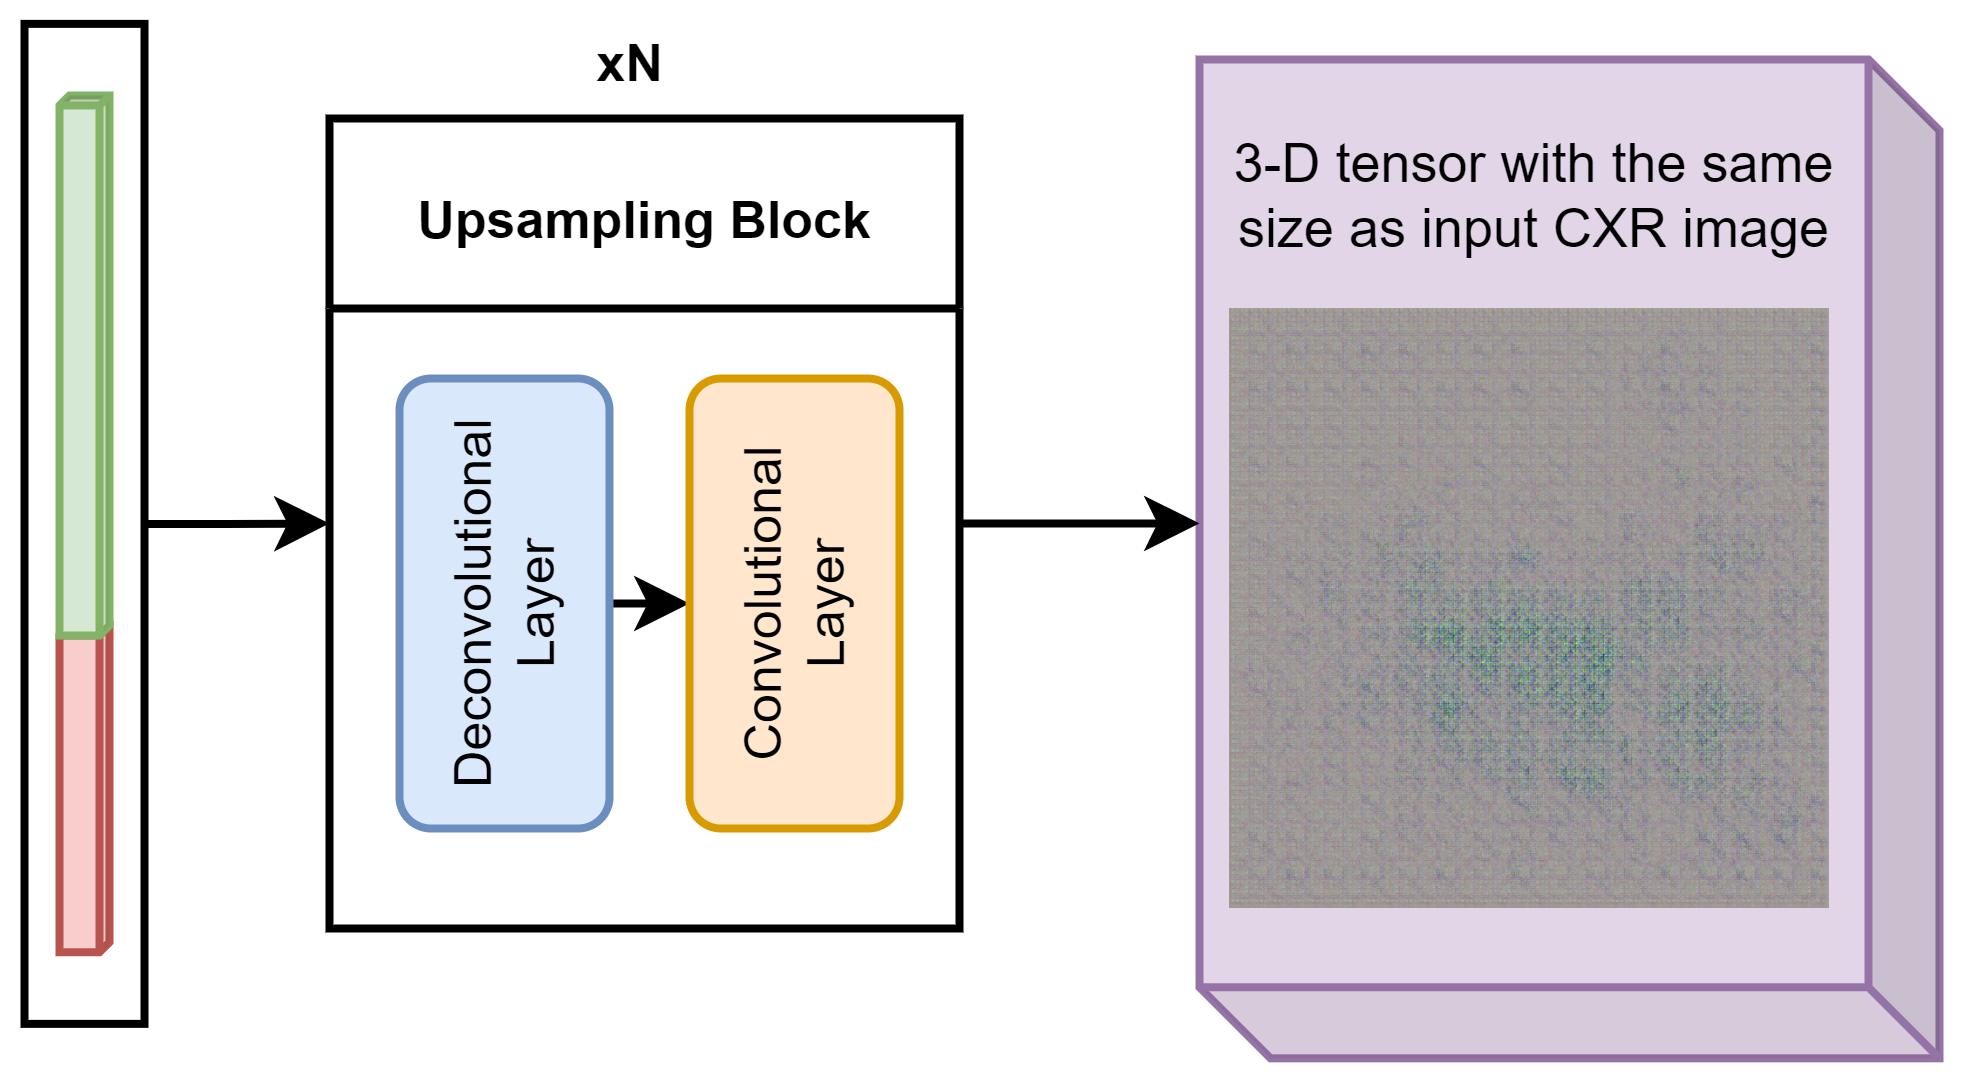 xN
Upsampling Block
Deconvolutional
Layer
Convolutional
Layer
3-D tensor with the same
size as input CXR image